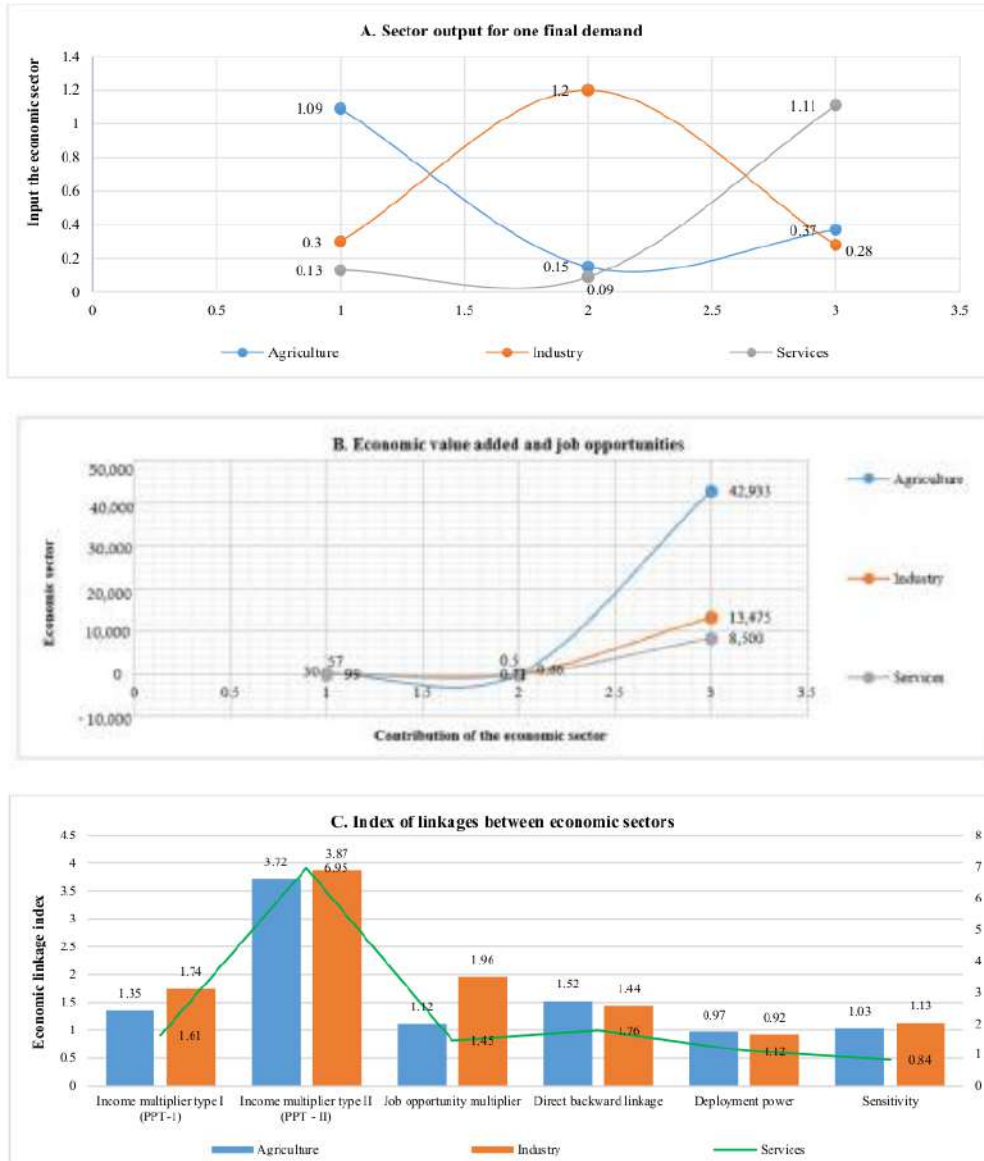 A. Sector output for one final demand
Input the economic sector
1.4
1.2
1
0.8
0.6
0.4
0.2
0
1.09
0.3
0.13
1.2
0.15
0.09
1.11
0.37
0.28
0 0.5 1 1.5 2 2.5 3 3.5
Agriculture Industry Services
B. Economic value added and job opportunities
Economic sector
50,000
40,000
30,000
20,000
10,000
0
- 10,000
42,933
13,475
8,500
57
30
99
0.5
0 0.5 1 1.5 2 2.5 3 3.5
Contribution of the economic sector
Agriculture
Industry
Services
C. Index of linkages between economic sectors
Economic linkage index
4.5
4
3.5
3
2.5
2
1.5
1
0.5
0
8
7
6
5
4
3
2
1
0
1.35 1.74 1.61
3.72 3.87 6.95
1.12 1.96 1.45
1.52 1.44 1.76
0.97 0.92 1.12
1.03 1.13 0.84
Income multiplier type I Income multiplier type II Job opportunity multiplier Direct backward linkage Deployment power Sensitivity
(PPT-1) (PPT - II)
Agriculture Industry Services